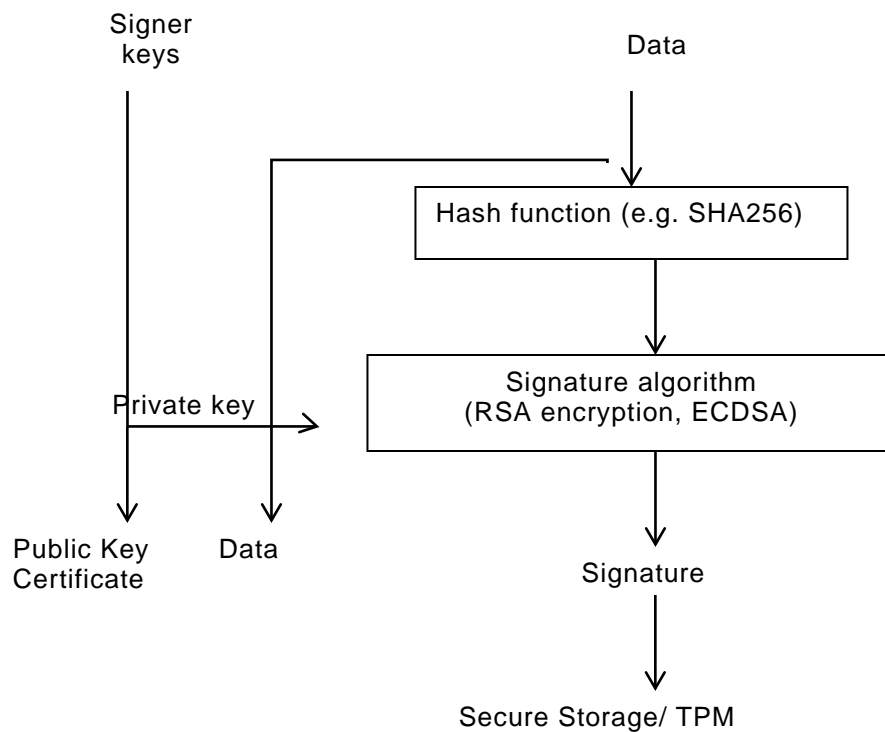 Signer
keys
Data
Hash function (e.g. SHA256)
Signature algorithm
(RSA encryption, ECDSA)
Private key
Public Key
Certificate
Data
Signature
Secure Storage/ TPM